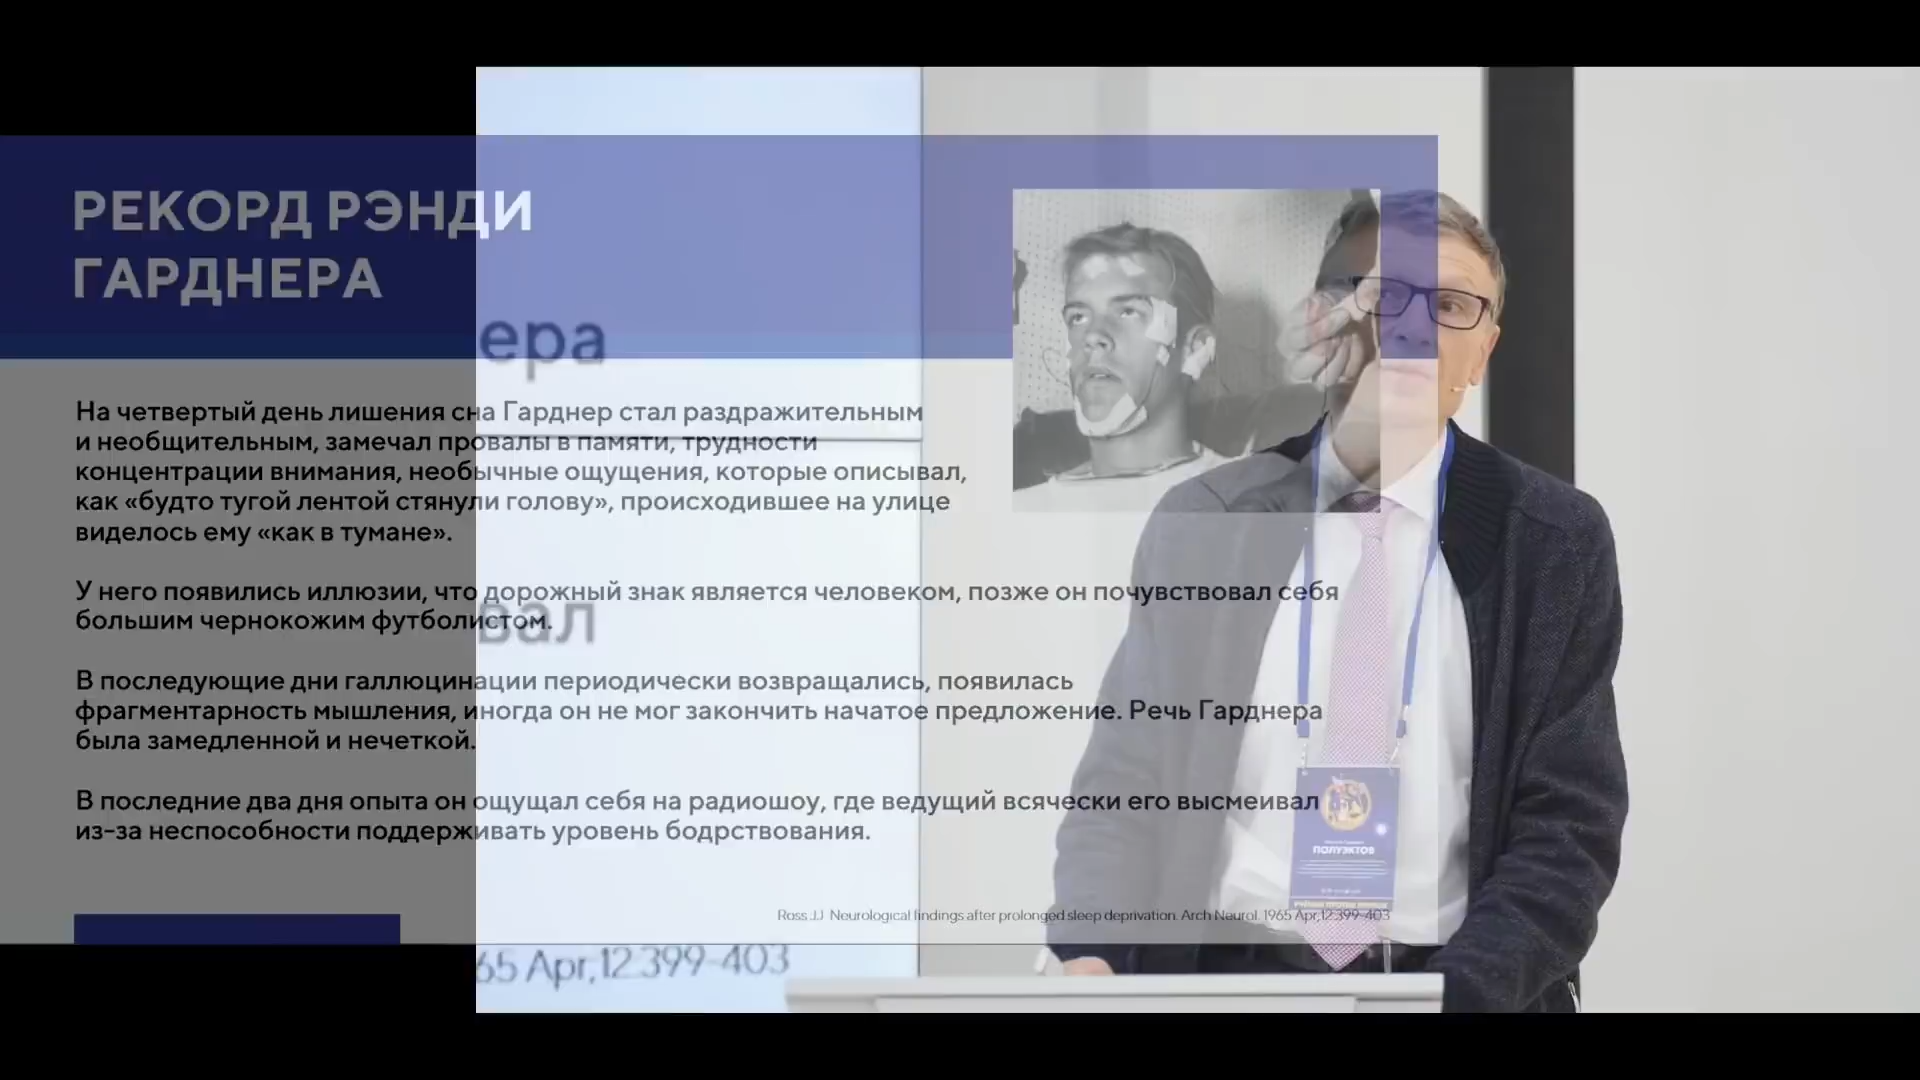 РЕКОРД РЭНДИ
ГАРДНЕРА
ера
На четвертый день лишения сна Гарднер стал раздражительным
и необщительным, замечал провалы в памяти, трудности
концентрации внимания, необычные ощущения, которые описывал,
как «будто тугой лентой стянули голову», происходившее на улице
виделось ему «как в тумане».
У него появились иллюзии, что дорожный знак является человеком, позже он почувствовал себя
большим чернокожим футболистом.
вал
В последующие дни галлюцинации периодически возвращались, появилась
фрагментарность мышления, иногда он не мог закончить начатое предложение. Речь Гарднера
была замедленной и нечеткой.
В последние два дня опыта он ощущал себя на радиошоу, где ведущий всячески его высмеивал
из-за неспособности поддерживать уровень бодрствования.
ПОЛУЭКТОВ
Ross JJ Neurological findings after prolonged sleep deprivation. Arch Neurol. 1965 Apr,12:399-403
65 Apr,12:399-403